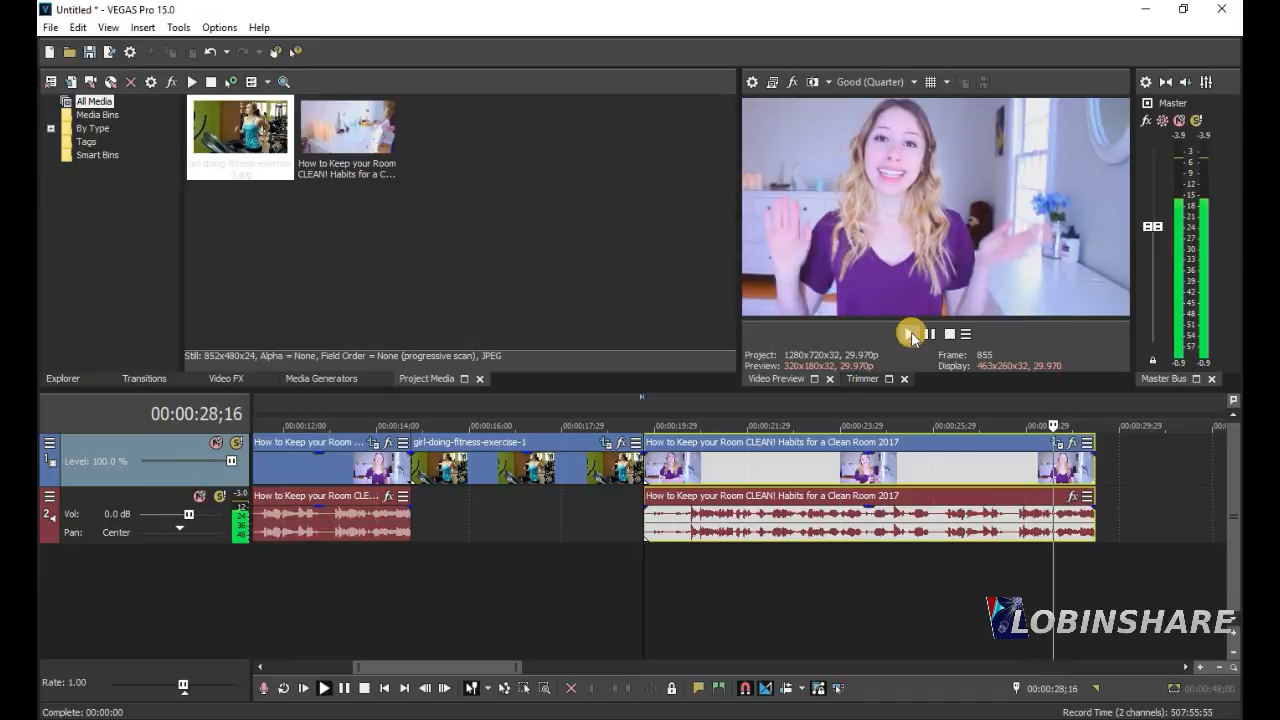 Untitled * - VEGAS Pro 15.0
File Edit View Insert Tools Options Help
All Media
Media Bins
By Type
Tags
Smart Bins
girl-doing-fitness-exercise
-1.jpg
How to Keep your Room
CLEAN! Habits for a C...
Still: 852x480x24, Alpha = None, Field Order = None (progressive scan), JPEG
Explorer Transitions Video FX Media Generators Project Media
Good (Quarter)
Project: 1280x720x32, 29.970p
Preview: 320x180x32, 29.970p
Frame: 855
Display: 463x260x32, 29.970
Video Preview Trimmer
Master
-3.9 -3.9
- 3 -
- 6 -
- 9 -
-12-
-15-
-18-
-21-
-24-
-27-
-30-
-33-
-36-
-39-
-42-
-45-
-48-
-51-
-54-
-57-
-0.9 -0.9
Master Bus
00:00:28;16
00:00:12;00 00:00:14;00 00:00:16;00 00:00:17;29 00:00:19;29 00:00:21;29 00:00:23;29 00:00:25;29 00:00:29;29
1
Level: 100.0 %
How to Keep your Room ... girl-doing-fitness-exercise-1 How to Keep your Room CLEAN! Habits for a Clean Room 2017
2
Vol: 0.0 dB
Pan: Center
-3.0
12
24
36
48
How to Keep your Room CLE... How to Keep your Room CLEAN! Habits for a Clean Room 2017
LOBINSHARE
Rate: 1.00
00:00:28;16
00:00:48;00
Complete: 00:00:00
Record Time (2 channels): 507:55:55